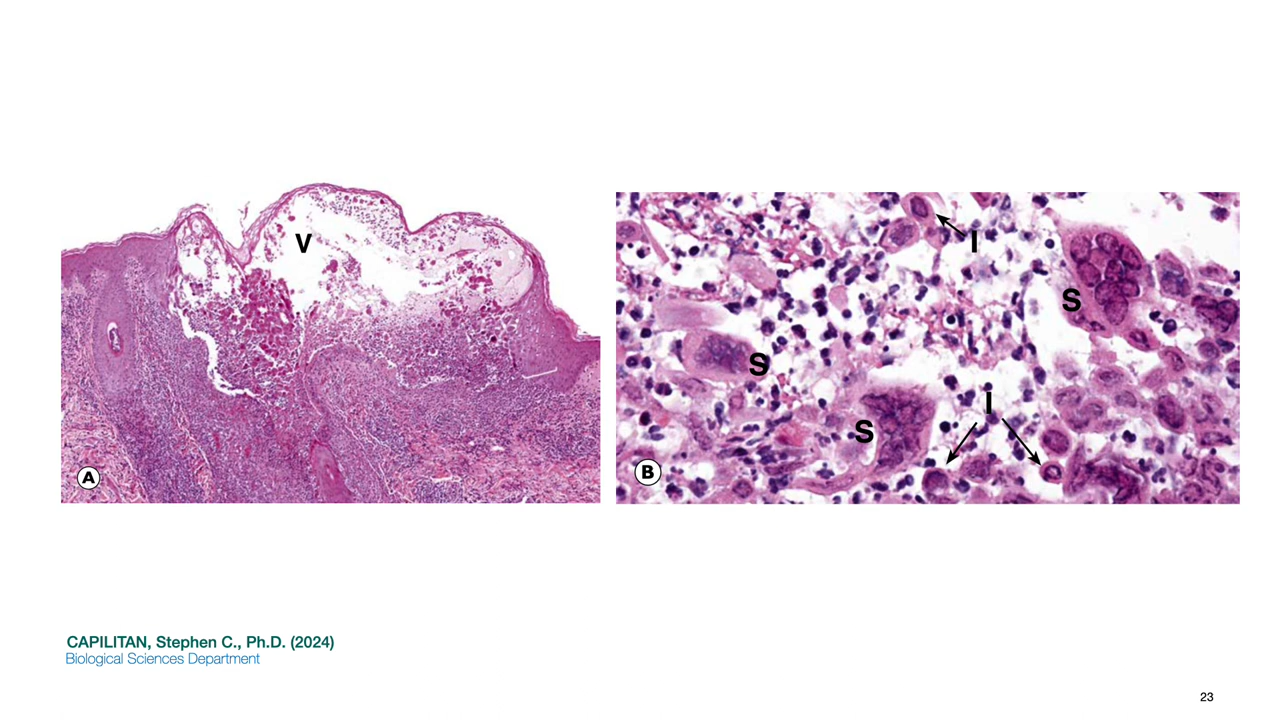 V
A
I
S
S
I
S
B
CAPILITAN, Stephen C., Ph.D. (2024)
Biological Sciences Department
23